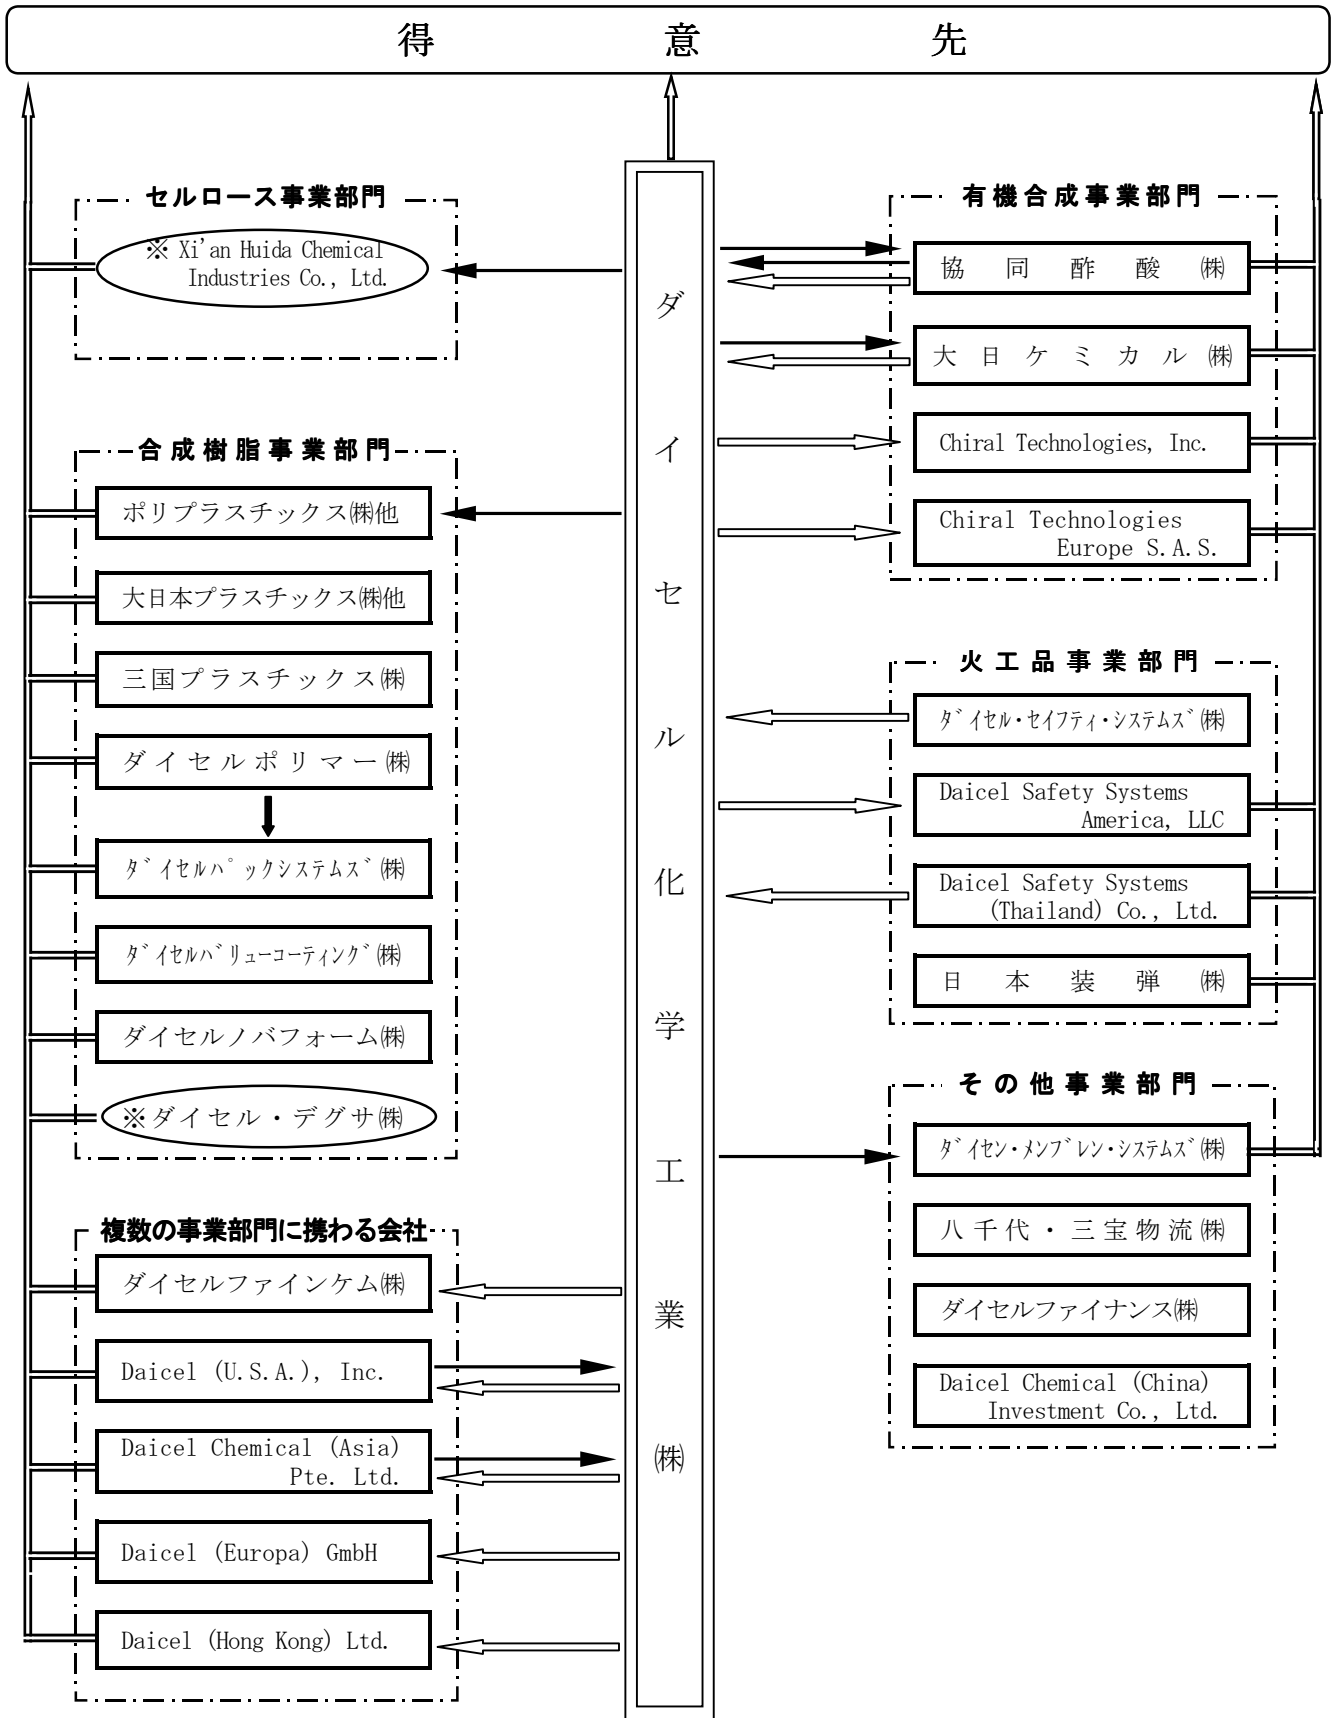 得意先
セルロース事業部門
※ Xi'an Huida Chemical
Industries Co., Ltd.
合成樹脂事業部門
ポリプラスチックス㈱他
大日本プラスチックス㈱他
三国プラスチックス㈱
ダイセルポリマー㈱
ﾀﾞｲｾﾙﾊﾟｯｸｼｽﾃﾑｽﾞ㈱
ﾀﾞｲｾﾙﾊﾞﾘｭｰｺｰﾃｨﾝｸﾞ㈱
ダイセルノバフォーム㈱
※ダイセル・デグサ㈱
複数の事業部門に携わる会社
ダイセルファインケム㈱
Daicel (U.S.A.), Inc.
Daicel Chemical (Asia)
Pte. Ltd.
Daicel (Europa) GmbH
Daicel (Hong Kong) Ltd.
ダイセル化学工業㈱
有機合成事業部門
協同酢酸㈱
大日ケミカル㈱
Chiral Technologies, Inc.
Chiral Technologies
Europe S.A.S.
火工品事業部門
ﾀﾞｲｾﾙ・ｾｲﾌﾃｨ・ｼｽﾃﾑｽﾞ㈱
Daicel Safety Systems
America, LLC
Daicel Safety Systems
(Thailand) Co., Ltd.
日本装弾㈱
その他事業部門
ﾀﾞｲｾﾝ・ﾒﾝﾌﾞﾚﾝ・ｼｽﾃﾑｽﾞ㈱
八千代・三宝物流㈱
ダイセルファイナンス㈱
Daicel Chemical (China)
Investment Co., Ltd.